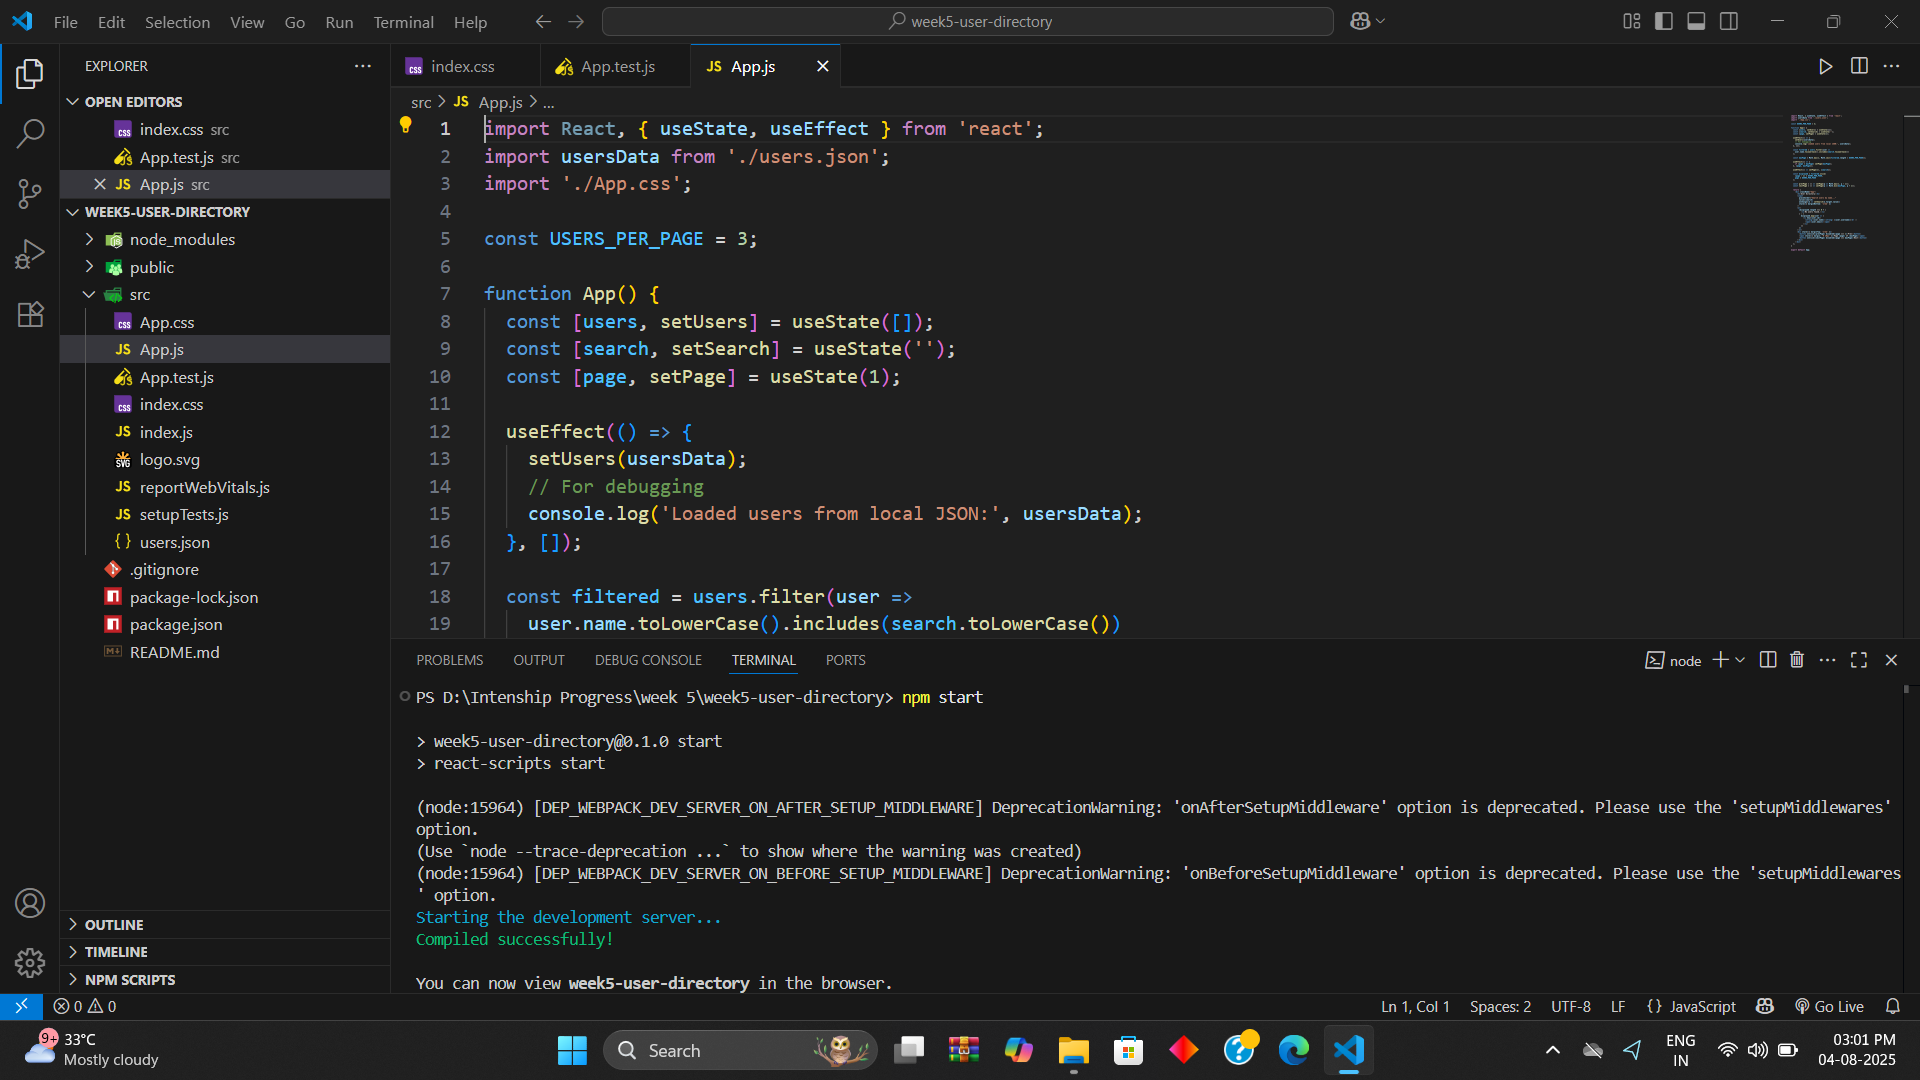 File Edit Selection View Go Run Terminal Help
week5-user-directory
EXPLORER
OPEN EDITORS
index.css src
App.test.js src
JS App.js src
WEEK5-USER-DIRECTORY
node_modules
public
src
App.css
JS App.js
App.test.js
index.css
JS index.js
logo.svg
JS reportWebVitals.js
JS setupTests.js
{} users.json
.gitignore
package-lock.json
package.json
README.md
OUTLINE
TIMELINE
NPM SCRIPTS
index.css
App.test.js
JS App.js
src > JS App.js > ...
1 import React, { useState, useEffect } from 'react';
2 import usersData from './users.json';
3 import './App.css';
4
5 const USERS_PER_PAGE = 3;
6
7 function App() {
8 const [users, setUsers] = useState([]);
9 const [search, setSearch] = useState('');
10 const [page, setPage] = useState(1);
11
12 useEffect(() => {
13 setUsers(usersData);
14 // For debugging
15 console.log('Loaded users from local JSON:', usersData);
16 }, []);
17
18 const filtered = users.filter(user =>
19 user.name.toLowerCase().includes(search.toLowerCase())
PROBLEMS OUTPUT DEBUG CONSOLE TERMINAL PORTS
node
PS D:\Intenship Progress\week 5\week5-user-directory> npm start
> week5-user-directory@0.1.0 start
> react-scripts start
(node:15964) [DEP_WEBPACK_DEV_SERVER_ON_AFTER_SETUP_MIDDLEWARE] DeprecationWarning: 'onAfterSetupMiddleware' option is deprecated. Please use the 'setupMiddlewares'
option.
(Use `node --trace-deprecation ...` to show where the warning was created)
(node:15964) [DEP_WEBPACK_DEV_SERVER_ON_BEFORE_SETUP_MIDDLEWARE] DeprecationWarning: 'onBeforeSetupMiddleware' option is deprecated. Please use the 'setupMiddlewares
' option.
Starting the development server...
Compiled successfully!
You can now view week5-user-directory in the browser.
0 0
Ln 1, Col 1 Spaces: 2 UTF-8 LF {} JavaScript Go Live
9+ 33°C
Mostly cloudy
Search
ENG
IN
03:01 PM
04-08-2025